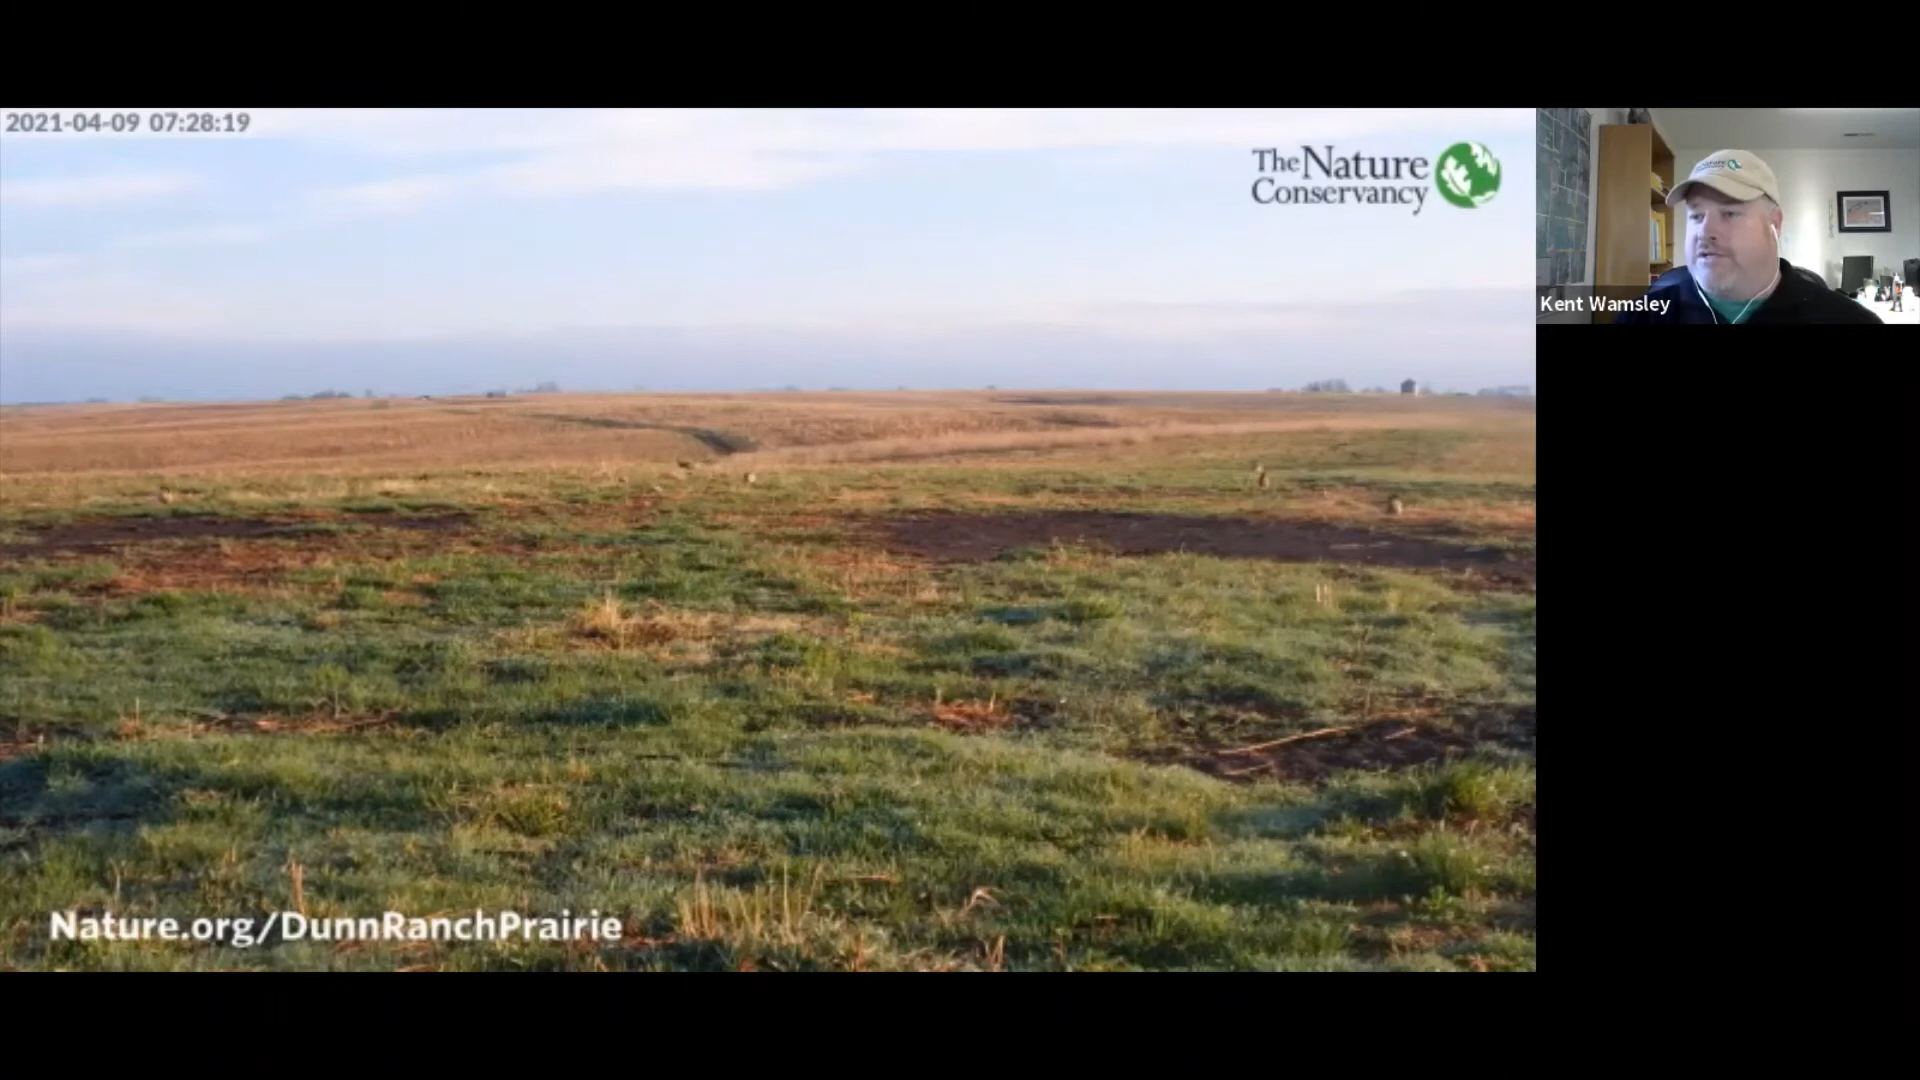 2021-04-09 07:28:19
The Nature
Conservancy
Kent Wamsley
Nature.org/DunnRanchPrairie